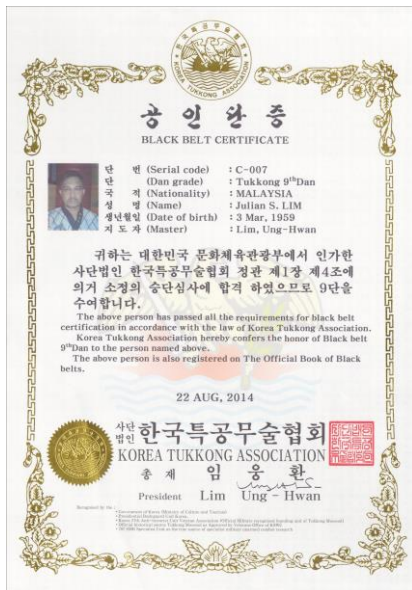 한국특공무술협회
KOREA TUKKONG ASSOCIATION
공인단증
BLACK BELT CERTIFICATE
단 번 (Serial code) : C-007
단 (Dan grade) : Tukkong 9thDan
국 적 (Nationality) : MALAYSIA
성 명 (Name) : Julian S. LIM
생년월일 (Date of birth) : 3 Mar, 1959
지 도 자 (Master) : Lim, Ung-Hwan
귀하는 대한민국 문화체육관광부에서 인가한
사단법인 한국특공무술협회 정관 제1장 제4조에
의거 소정의 승단심사에 합격 하였으므로 9단을
수여합니다.
The above person has passed all the requirements for black belt
certification in accordance with the law of Korea Tukkong Association.
Korea Tukkong Association hereby confers the honor of Black belt
9thDan to the person named above.
The above person is also registered on The Official Book of Black
belts.
22 AUG, 2014
사단법인 한국특공무술협회
KOREA TUKKONG ASSOCIATION
총 재 임 웅 환
President Lim Ung - Hwan